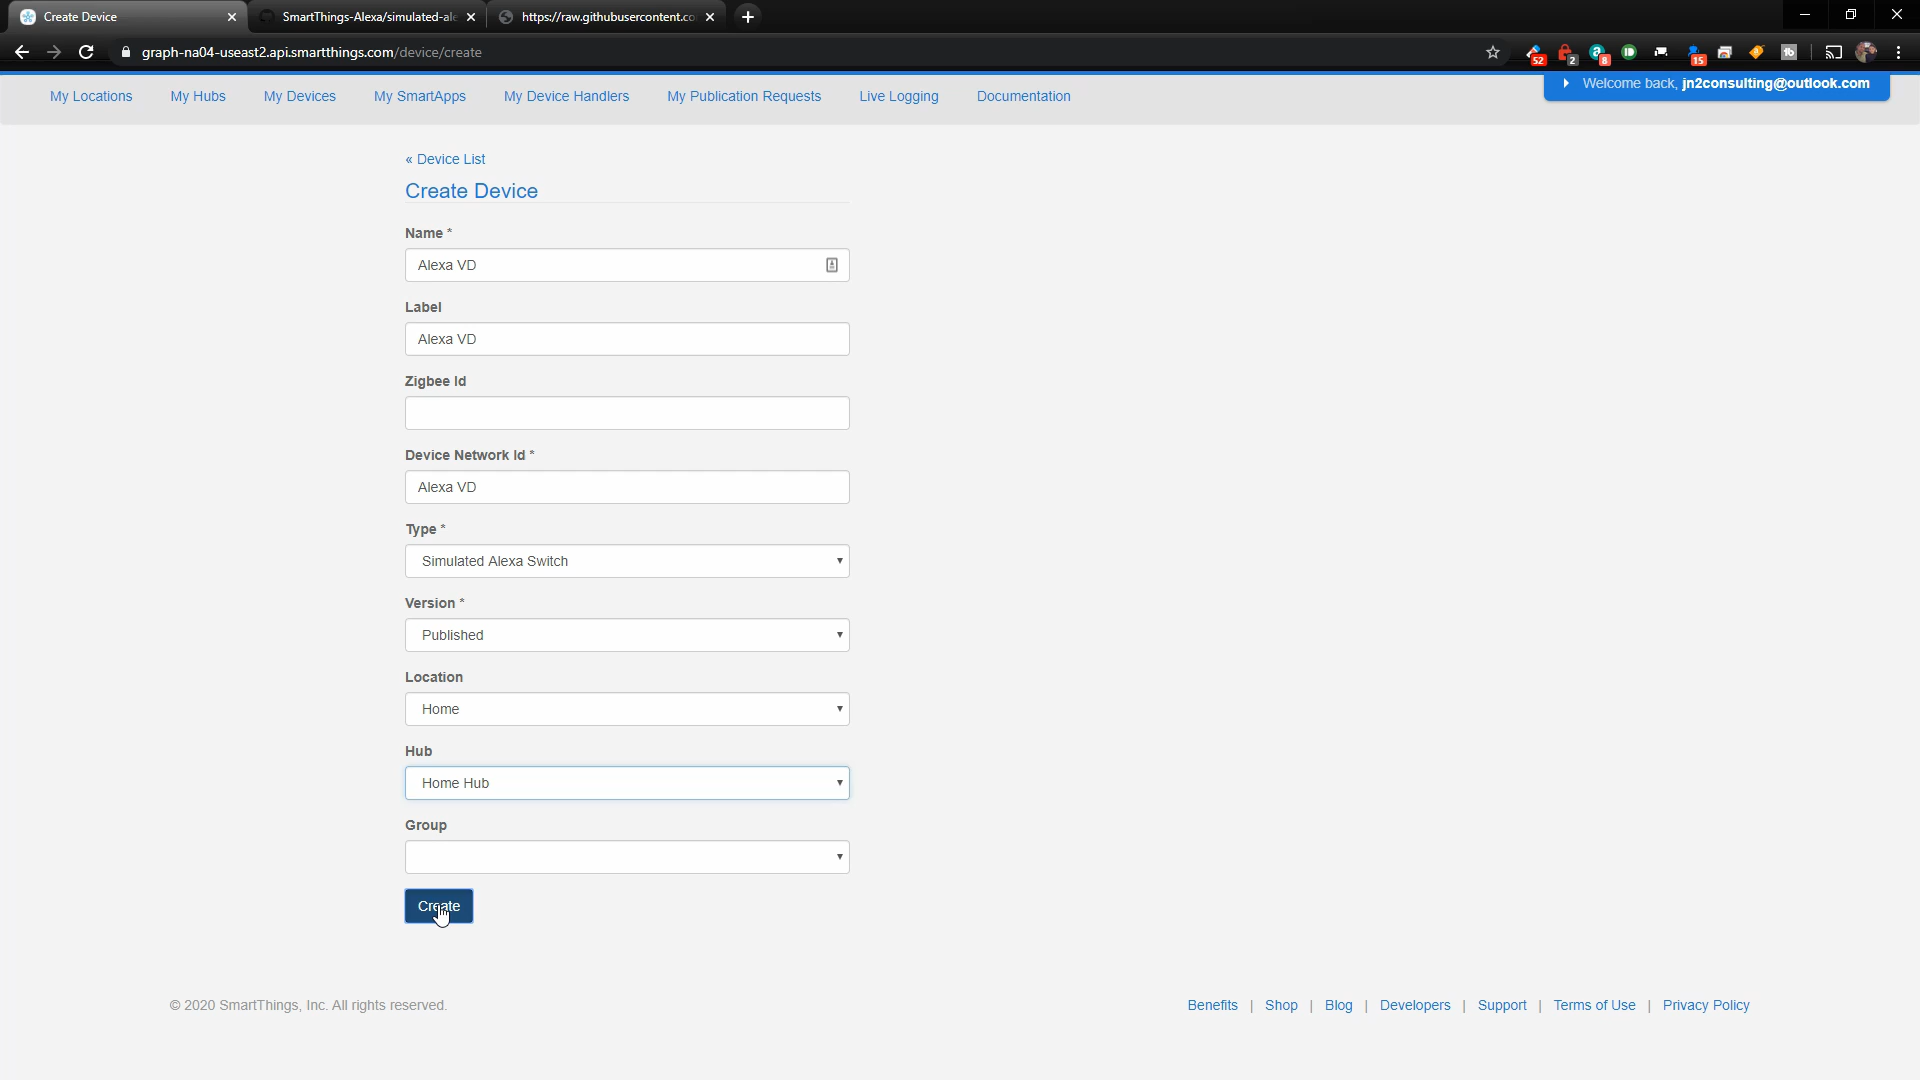 Create Device
SmartThings-Alexa/simulated-ale
https://raw.githubusercontent.co
graph-na04-useast2.api.smartthings.com/device/create
52
2
8
15
My Locations
My Hubs
My Devices
My SmartApps
My Device Handlers
My Publication Requests
Live Logging
Documentation
Welcome back, jn2consulting@outlook.com
« Device List
Create Device
Name *
Alexa VD
Label
Alexa VD
Zigbee Id
Device Network Id *
Alexa VD
Type *
Simulated Alexa Switch
Version *
Published
Location
Home
Hub
Home Hub
Group
Create
© 2020 SmartThings, Inc. All rights reserved.
Benefits | Shop | Blog | Developers | Support | Terms of Use | Privacy Policy